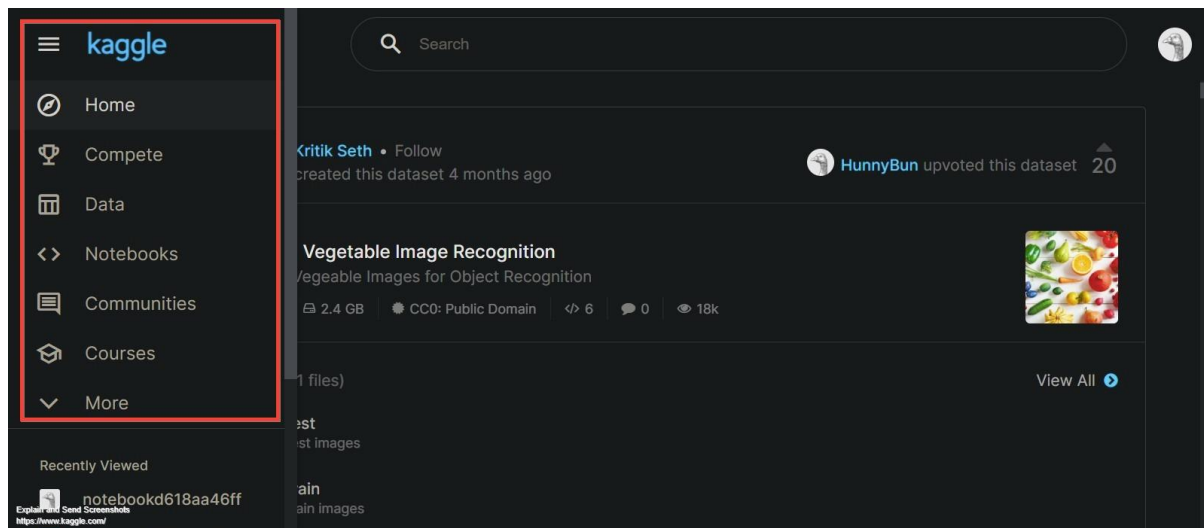 kaggle
Search
Home
Compete
Data
Notebooks
Communities
Courses
More
Recently Viewed
notebookd618aa46ff
Explain and Send Screenshots
https://www.kaggle.com/
Kritik Seth • Follow
created this dataset 4 months ago
HunnyBun upvoted this dataset 20
Vegetable Image Recognition
Vegeable Images for Object Recognition
2.4 GB CC0: Public Domain 6 0 18k
1 files) View All
est
est images
rain
ain images